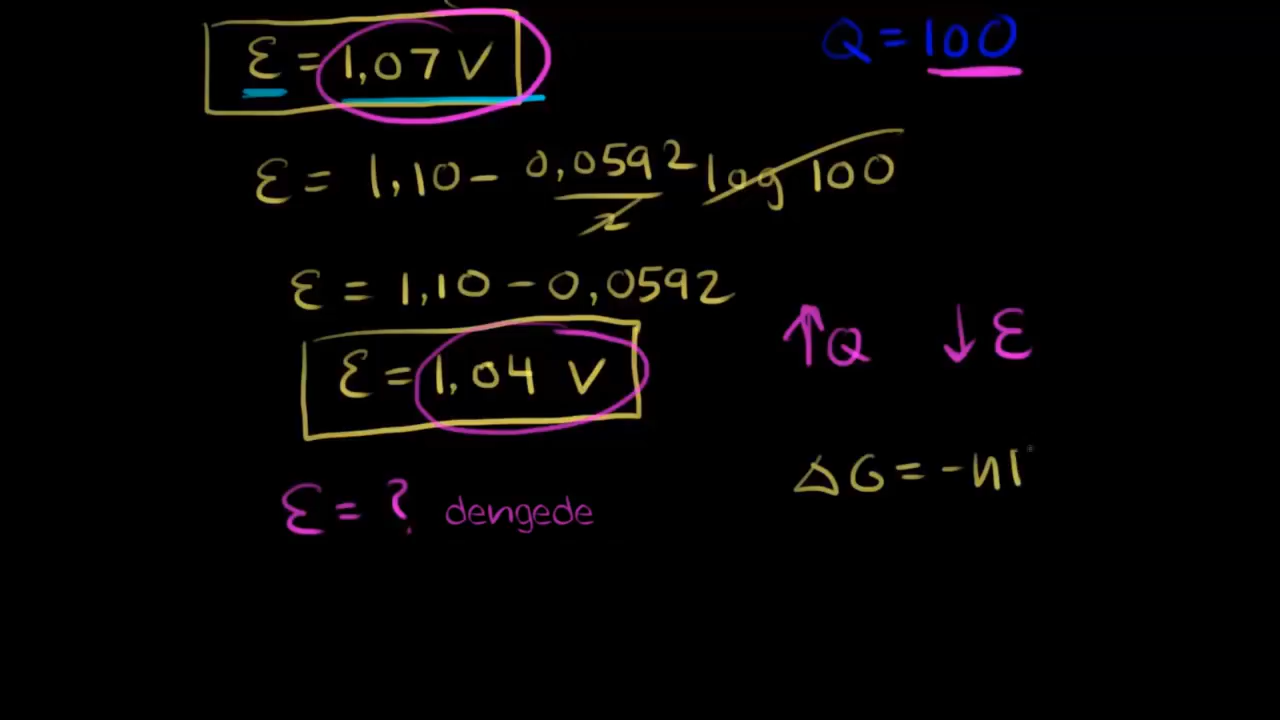 ε = 1,07 V
Q = 100
ε = 1,10 - 0,0592/2 log 100
ε = 1,10 - 0,0592
↑Q ↓ε
ε = 1,04 V
ΔG = -n
ε = ? dengede